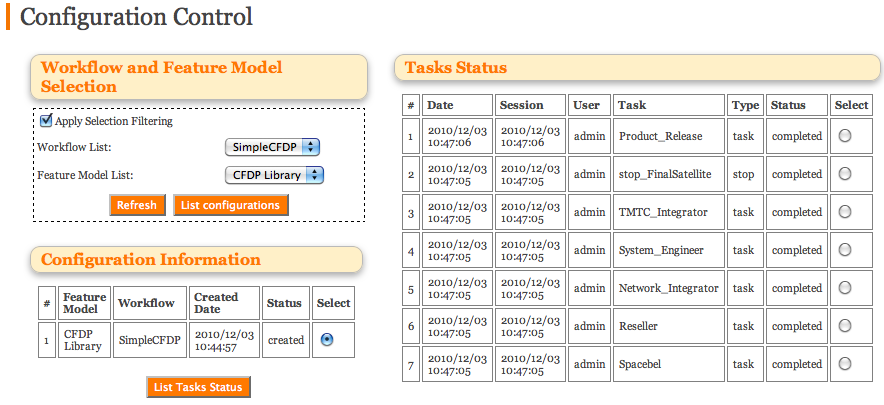 Configuration Control
Workflow and Feature Model
Selection
Apply Selection Filtering
Workflow List: SimpleCFDP
Feature Model List: CFDP Library
Refresh List configurations
Configuration Information
# Feature Model Workflow Created Date Status Select
1 CFDP Library SimpleCFDP 2010/12/03 10:44:57 created
List Tasks Status
Tasks Status
# Date Session User Task Type Status Select
1 2010/12/03 10:47:06 2010/12/03 10:47:06 admin Product_Release task completed
2 2010/12/03 10:47:05 2010/12/03 10:47:05 admin stop_FinalSatellite stop completed
3 2010/12/03 10:47:05 2010/12/03 10:47:05 admin TMTC_Integrator task completed
4 2010/12/03 10:47:05 2010/12/03 10:47:05 admin System_Engineer task completed
5 2010/12/03 10:47:05 2010/12/03 10:47:05 admin Network_Integrator task completed
6 2010/12/03 10:47:05 2010/12/03 10:47:05 admin Reseller task completed
7 2010/12/03 10:47:05 2010/12/03 10:47:05 admin Spacebel task completed